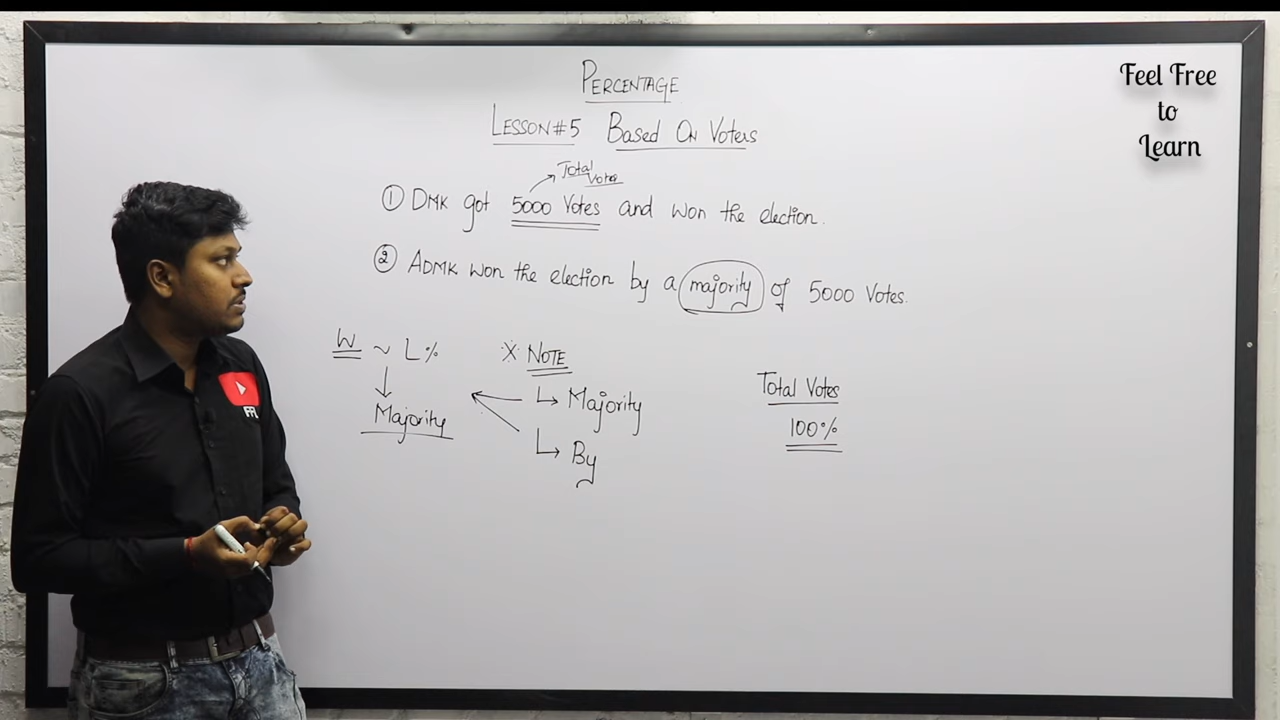 PERCENTAGE
LESSON#5 Based On Voters
Total
Votes
① DMK got 5000 Votes and won the election.
② ADMK won the election by a majority of 5000 Votes.
W ~ L%
↓
Majority
※ NOTE
↳ Majority
↳ By
Total Votes
100%
Feel Free
to
Learn